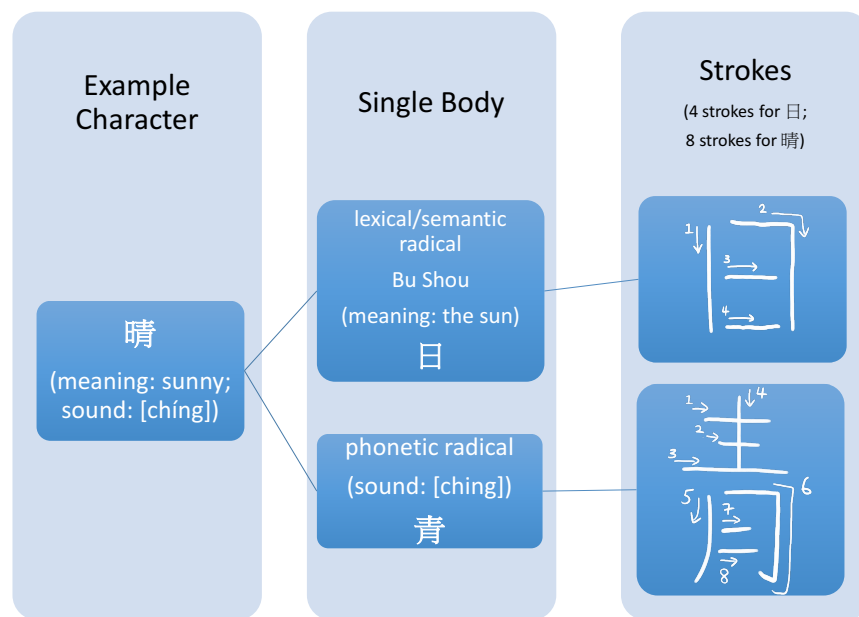 Example
Character
晴
(meaning: sunny;
sound: [chíng])
Single Body
lexical/semantic
radical
Bu Shou
(meaning: the sun)
日
phonetic radical
(sound: [ching])
青
Strokes
(4 strokes for 日;
8 strokes for 晴)
1
2
3
4
1
2
3
4
5
6
7
8